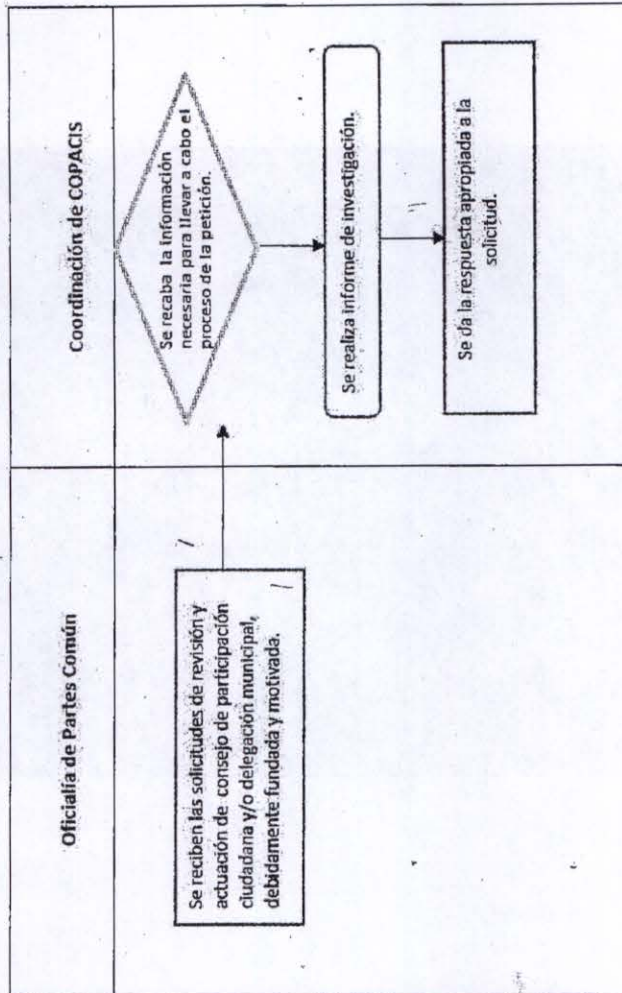 Oficialía de Partes Común
Coordinación de COPACIS
Se reciben las solicitudes de revisión y
actuación de consejo de participación
ciudadana y/o delegación municipal,
debidamente fundada y motivada.
Se recaba la información
necesaria para llevar a cabo el
proceso de la petición.
Se realiza informe de investigación.
Se da la respuesta apropiada a la
solicitud.